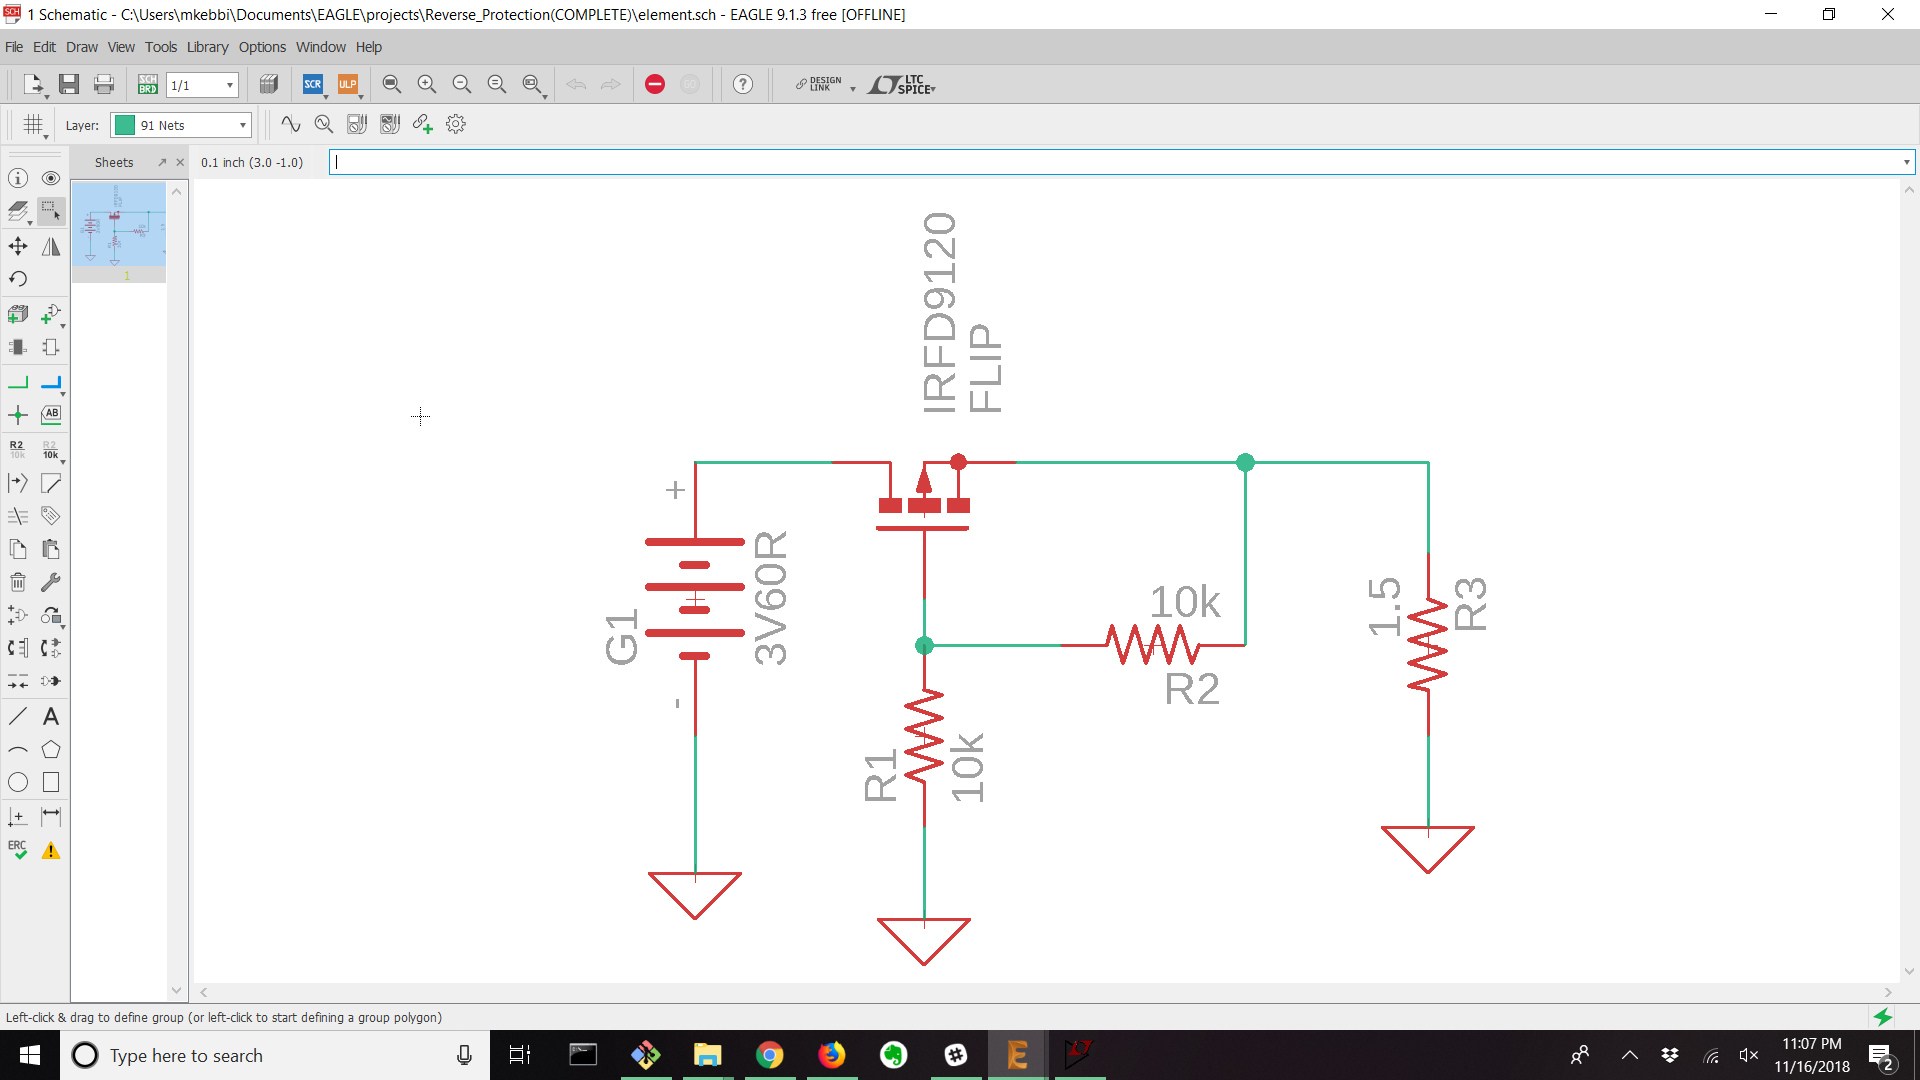 1 Schematic - C:\Users\mkebbi\Documents\EAGLE\projects\Reverse_Protection(COMPLETE)\element.sch - EAGLE 9.1.3 free [OFFLINE]
File Edit Draw View Tools Library Options Window Help
SCH BRD 1/1 SCR ULP GO DESIGN LINK LTC SPICE
Layer: 91 Nets
Sheets 0.1 inch (3.0 -1.0)
1
R2 10k R2 10k
ERC
IRFD9120
FLIP
+
-
G1
3V60R
10k
R2
R1
10k
1.5
R3
Left-click & drag to define group (or left-click to start defining a group polygon)
Type here to search
11:07 PM
11/16/2018
2